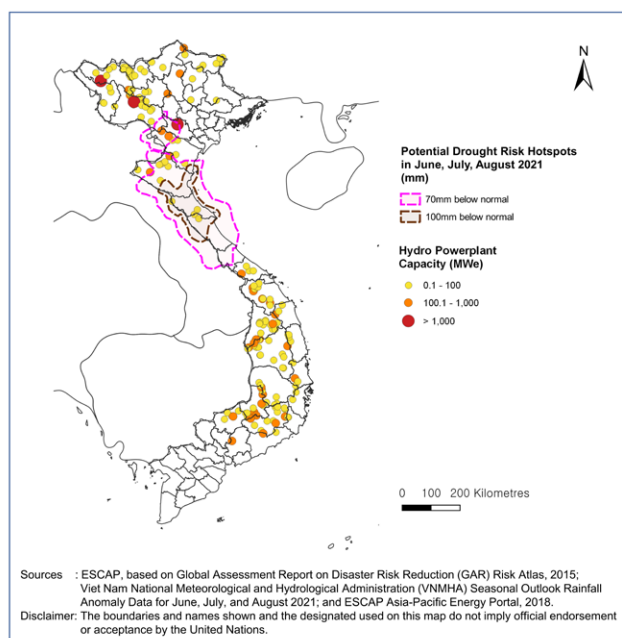 N
Potential Drought Risk Hotspots
in June, July, August 2021
(mm)
70mm below normal
100mm below normal
Hydro Powerplant
Capacity (MWe)
0.1 - 100
100.1 - 1,000
> 1,000
0 100 200 Kilometres
Sources : ESCAP, based on Global Assessment Report on Disaster Risk Reduction (GAR) Risk Atlas, 2015;
Viet Nam National Meteorological and Hydrological Administration (VNMHA) Seasonal Outlook Rainfall
Anomaly Data for June, July, and August 2021; and ESCAP Asia-Pacific Energy Portal, 2018.
Disclaimer: The boundaries and names shown and the designated used on this map do not imply official endorsement
or acceptance by the United Nations.